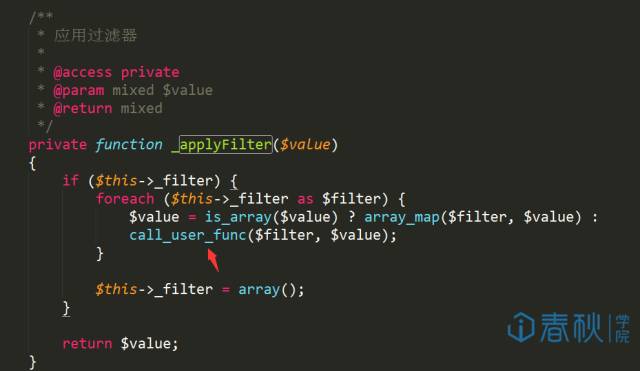 /**
 * 应用过滤器
 *
 * @access private
 * @param mixed $value
 * @return mixed
 */
private function _applyFilter($value)
{
    if ($this->_filter) {
        foreach ($this->_filter as $filter) {
            $value = is_array($value) ? array_map($filter, $value) :
            call_user_func($filter, $value);
        }

        $this->_filter = array();
    }

    return $value;
}
春秋学院